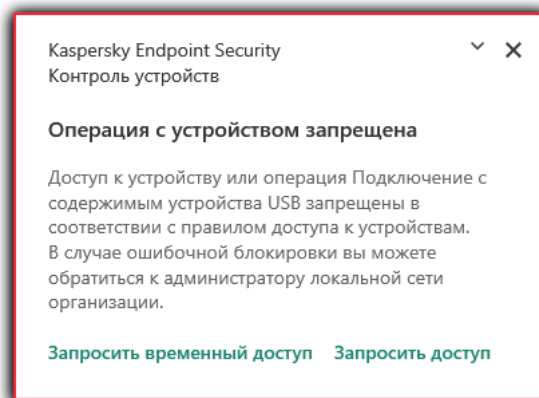 Kaspersky Endpoint Security
Контроль устройств
Операция с устройством запрещена
Доступ к устройству или операция Подключение с
содержимым устройства USB запрещены в
соответствии с правилом доступа к устройствам.
В случае ошибочной блокировки вы можете
обратиться к администратору локальной сети
организации.
Запросить временный доступ Запросить доступ